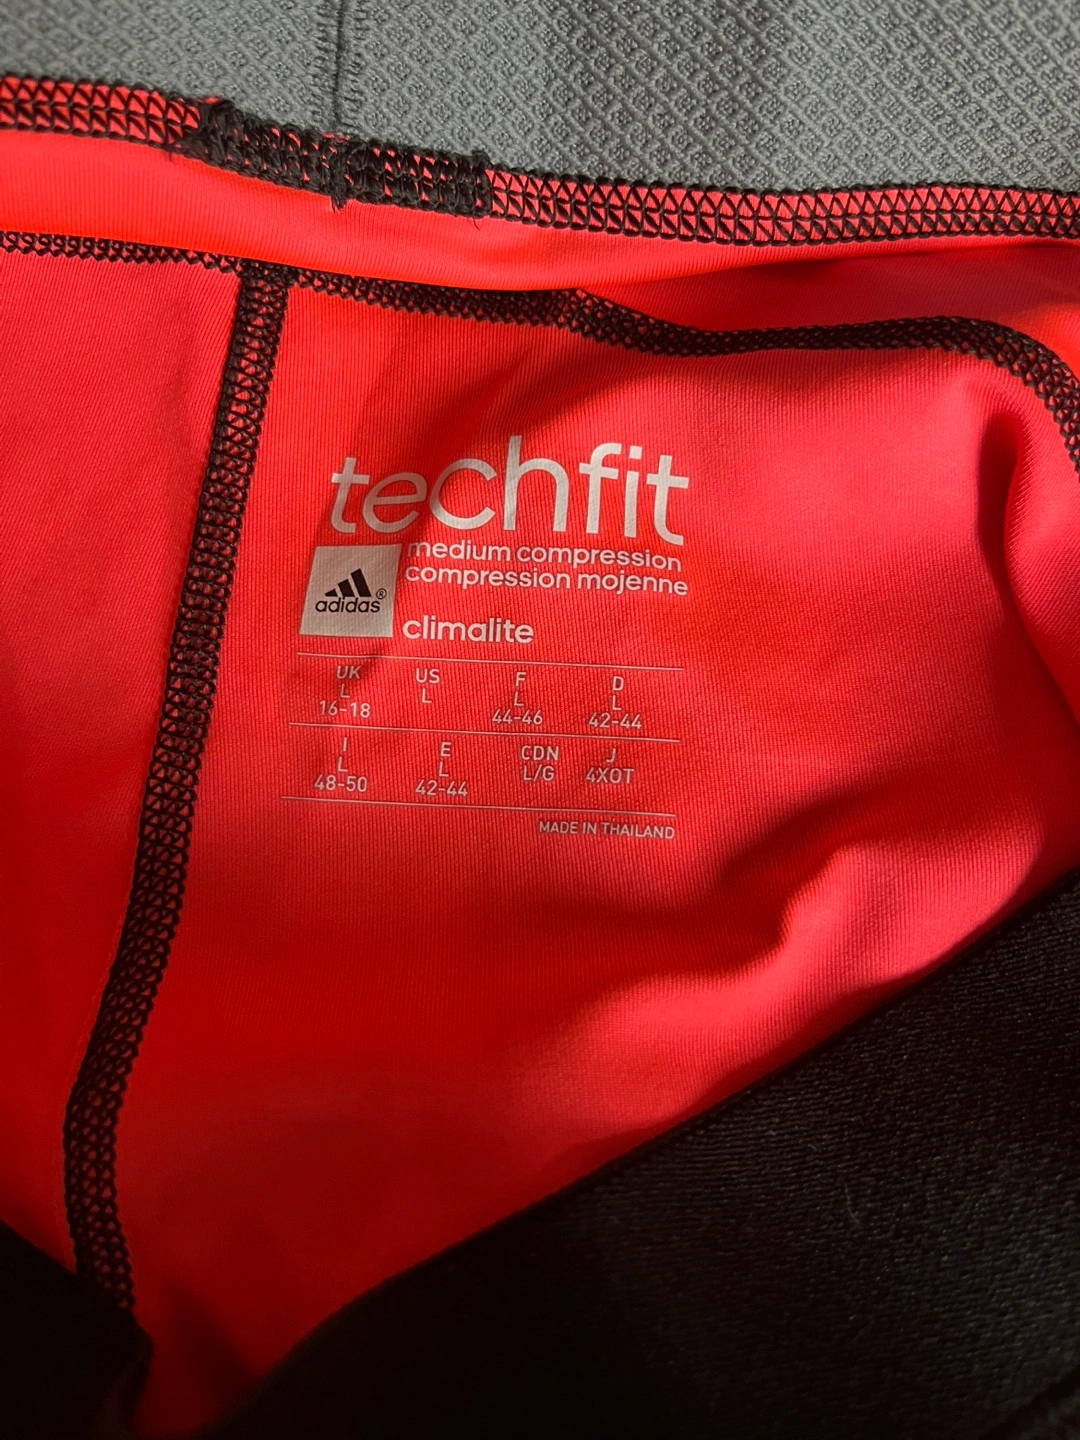 techfit
medium compression
compression mojenne
adidas®
climalite
UK US F D
L L L L
16-18 44-46 42-44
I E CDN J
L L L/G 4XOT
48-50 42-44
MADE IN THAILAND